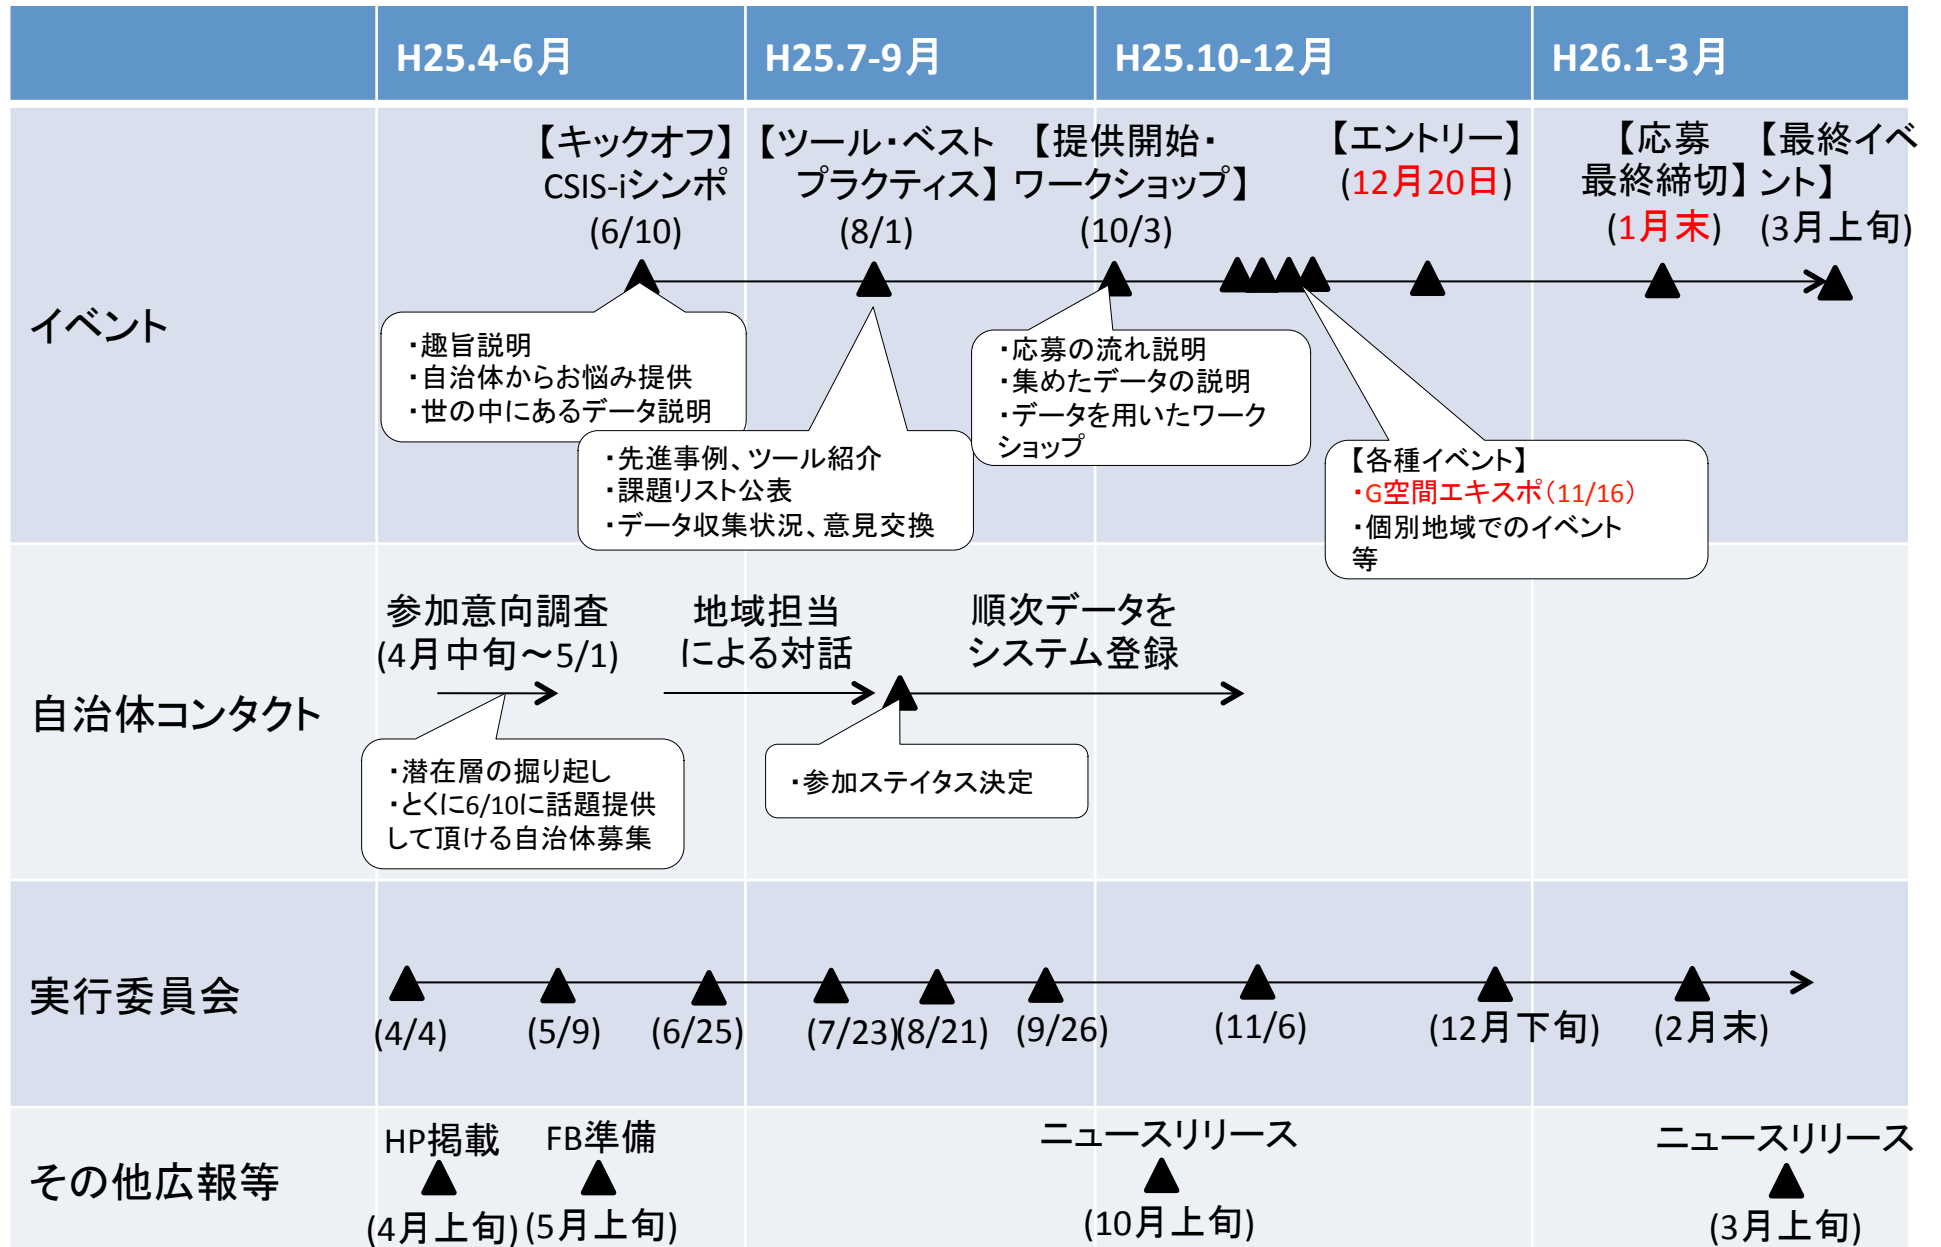 H25.4-6月
H25.7-9月
H25.10-12月
H26.1-3月
イベント
【キックオフ】
CSIS-iシンポ
(6/10)
【ツール・ベスト
プラクティス】
(8/1)
【提供開始・
ワークショップ】
(10/3)
【エントリー】
(12月20日)
【応募
最終締切】
(1月末)
【最終イベ
ント】
(3月上旬)
・趣旨説明
・自治体からお悩み提供
・世の中にあるデータ説明
・先進事例、ツール紹介
・課題リスト公表
・データ収集状況、意見交換
・応募の流れ説明
・集めたデータの説明
・データを用いたワーク
ショップ
【各種イベント】
・G空間エキスポ（11/16）
・個別地域でのイベント
等
自治体コンタクト
参加意向調査
(4月中旬～5/1)
地域担当
による対話
順次データを
システム登録
・潜在層の掘り起し
・とくに6/10に話題提供
して頂ける自治体募集
・参加ステイタス決定
実行委員会
(4/4)
(5/9)
(6/25)
(7/23)
(8/21)
(9/26)
(11/6)
(12月下旬)
(2月末)
その他広報等
HP掲載
(4月上旬)
FB準備
(5月上旬)
ニュースリリース
(10月上旬)
ニュースリリース
(3月上旬)